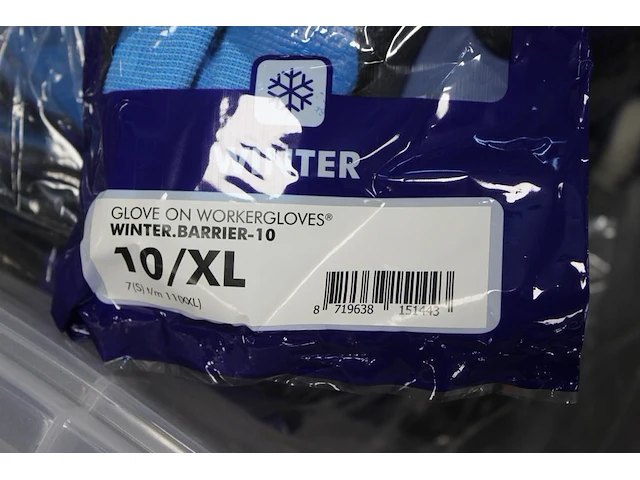 WINTER
GLOVE ON WORKERGLOVES®
WINTER.BARRIER-10
10/XL
7(S) t/m 11(XXL)
8 719638 151443